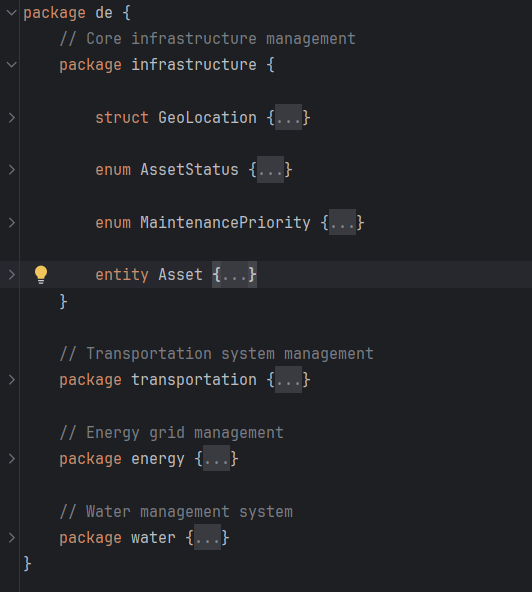 package de {
// Core infrastructure management
package infrastructure {
struct GeoLocation {...}
enum AssetStatus {...}
enum MaintenancePriority {...}
entity Asset {...}
}
// Transportation system management
package transportation {...}
// Energy grid management
package energy {...}
// Water management system
package water {...}
}